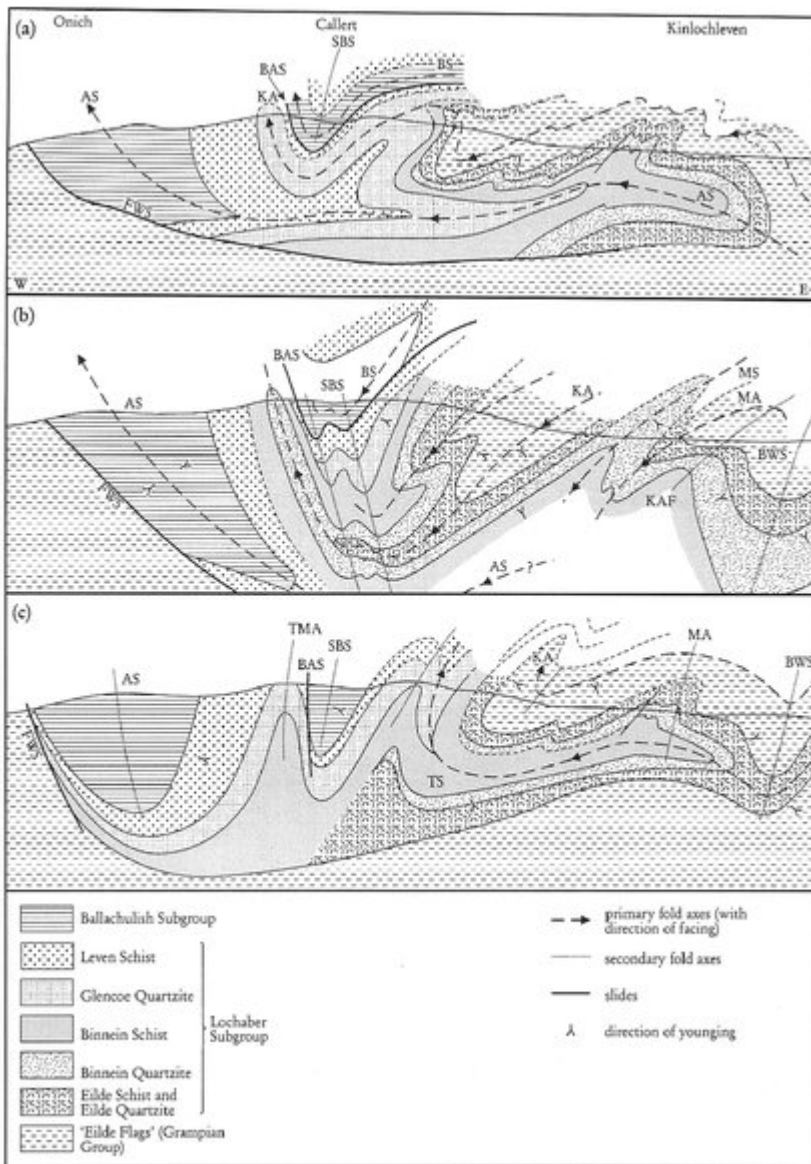 (a)
Onich
Callert
Kinlochleven
SBS
BAS
BS
KA
AS
FWS
AS
W
E
(b)
BAS
BS
SBS
MS
AS
KA
MA
BWS
FWS
KAF
AS ?
(c)
TMA
SBS
MA
AS
BAS
KA
BWS
FWS
TS
Ballachulish Subgroup
Leven Schist
Glencoe Quartzite
Binnein Schist
Binnein Quartzite
Eilde Schist and
Eilde Quartzite
'Eilde Flags' (Grampian
Group)
Lochaber
Subgroup
primary fold axes (with
direction of facing)
secondary fold axes
slides
direction of younging